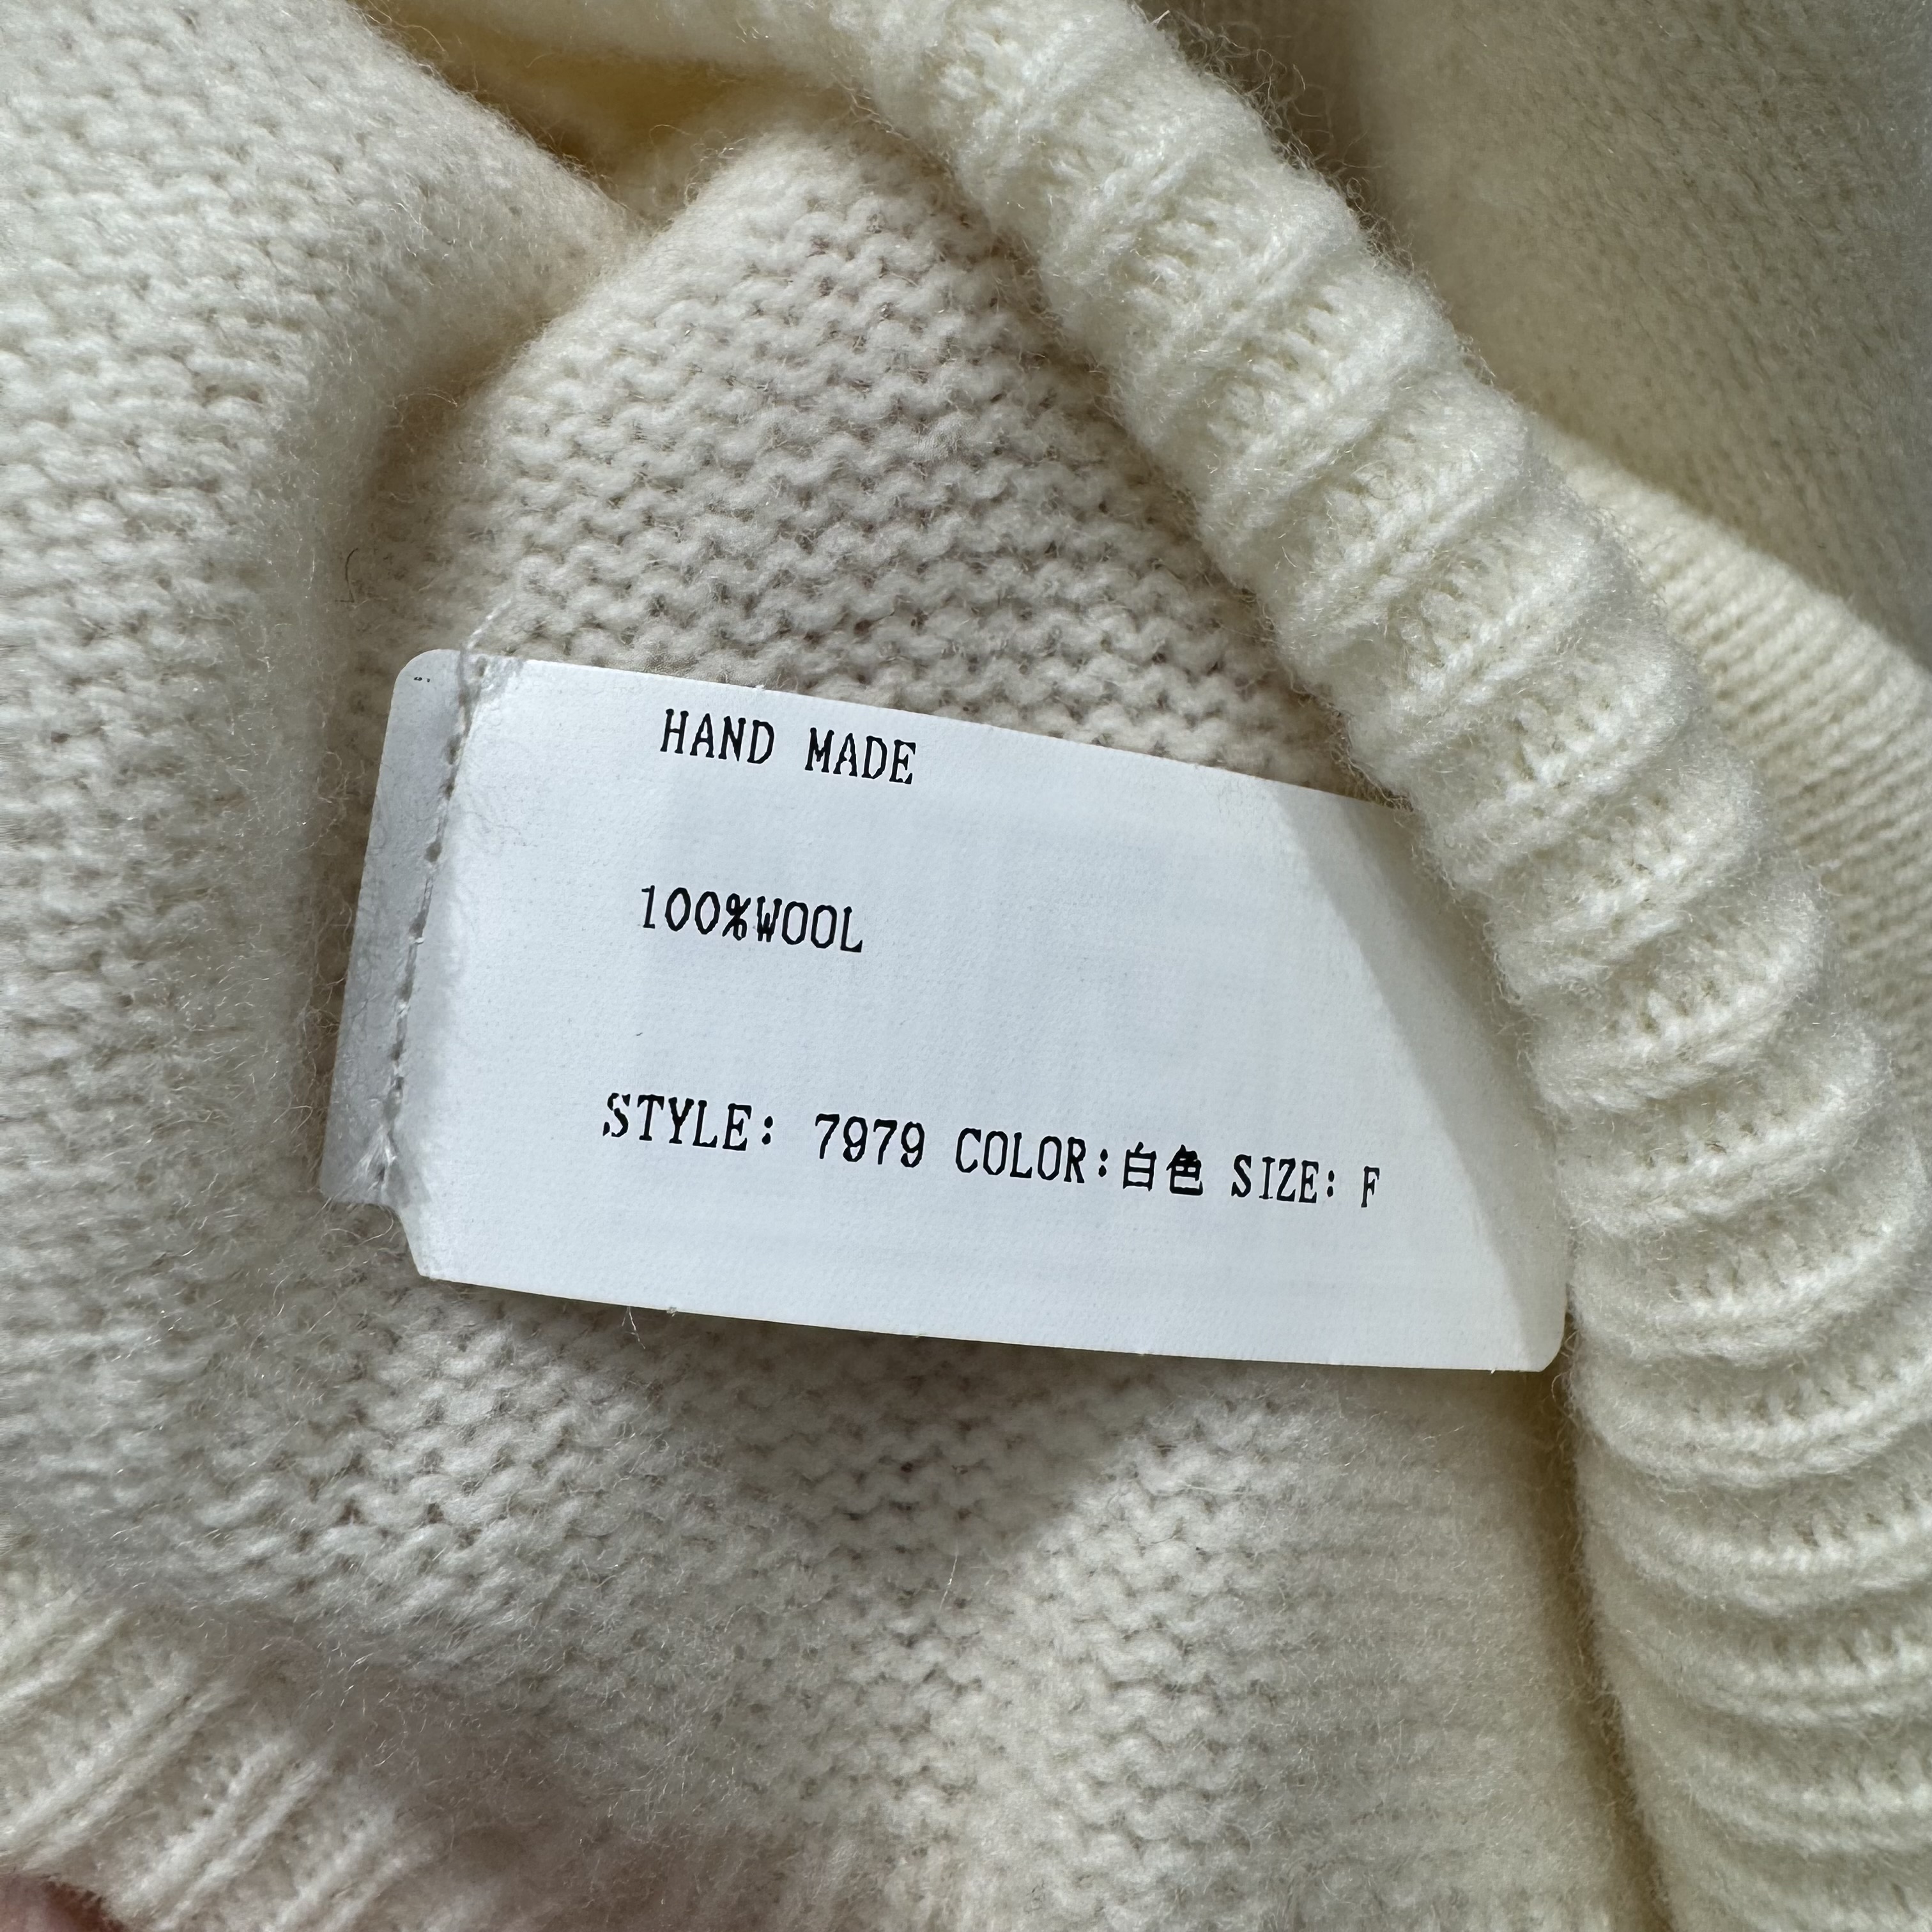 HAND MADE
100%WOOL
STYLE: 7979 COLOR:白色 SIZE: F